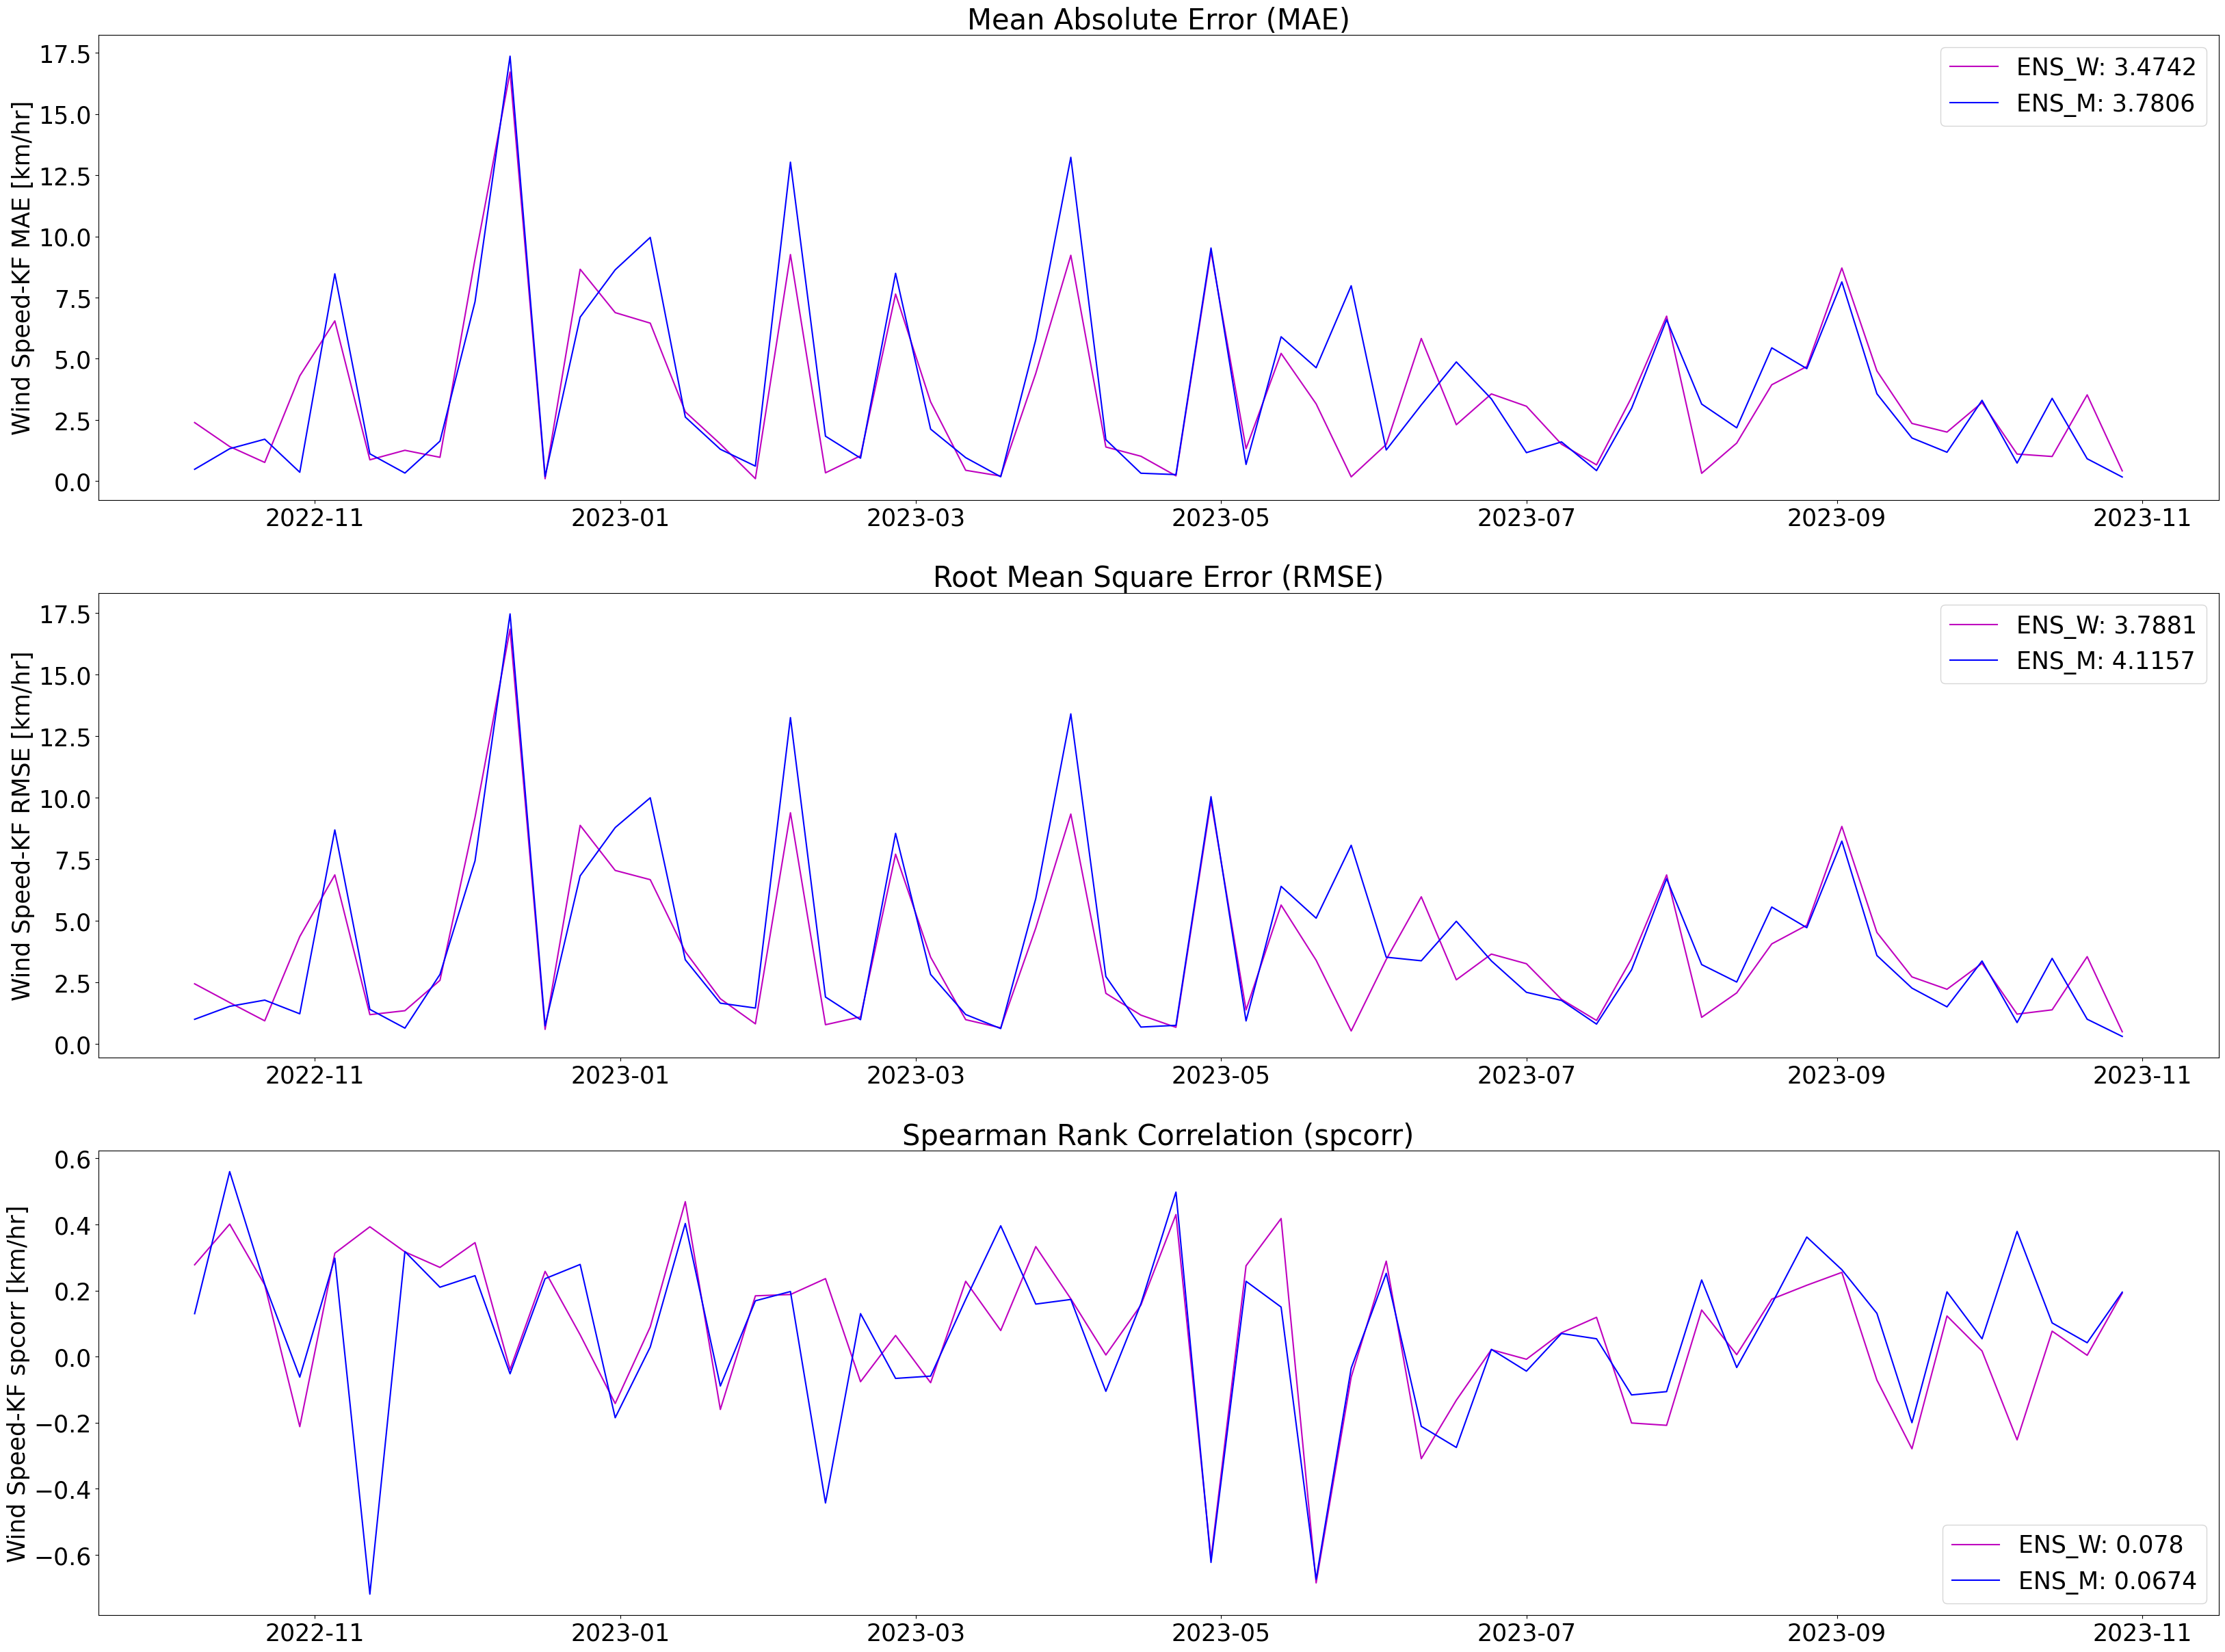 Mean Absolute Error (MAE)
Wind Speed-KF MAE [km/hr]
17.5
15.0
12.5
10.0
7.5
5.0
2.5
0.0
ENS_W: 3.4742
ENS_M: 3.7806
2022-11 2023-01 2023-03 2023-05 2023-07 2023-09 2023-11
Root Mean Square Error (RMSE)
Wind Speed-KF RMSE [km/hr]
17.5
15.0
12.5
10.0
7.5
5.0
2.5
0.0
ENS_W: 3.7881
ENS_M: 4.1157
2022-11 2023-01 2023-03 2023-05 2023-07 2023-09 2023-11
Spearman Rank Correlation (spcorr)
Wind Speed-KF spcorr [km/hr]
0.6
0.4
0.2
0.0
−0.2
−0.4
−0.6
ENS_W: 0.078
ENS_M: 0.0674
2022-11 2023-01 2023-03 2023-05 2023-07 2023-09 2023-11